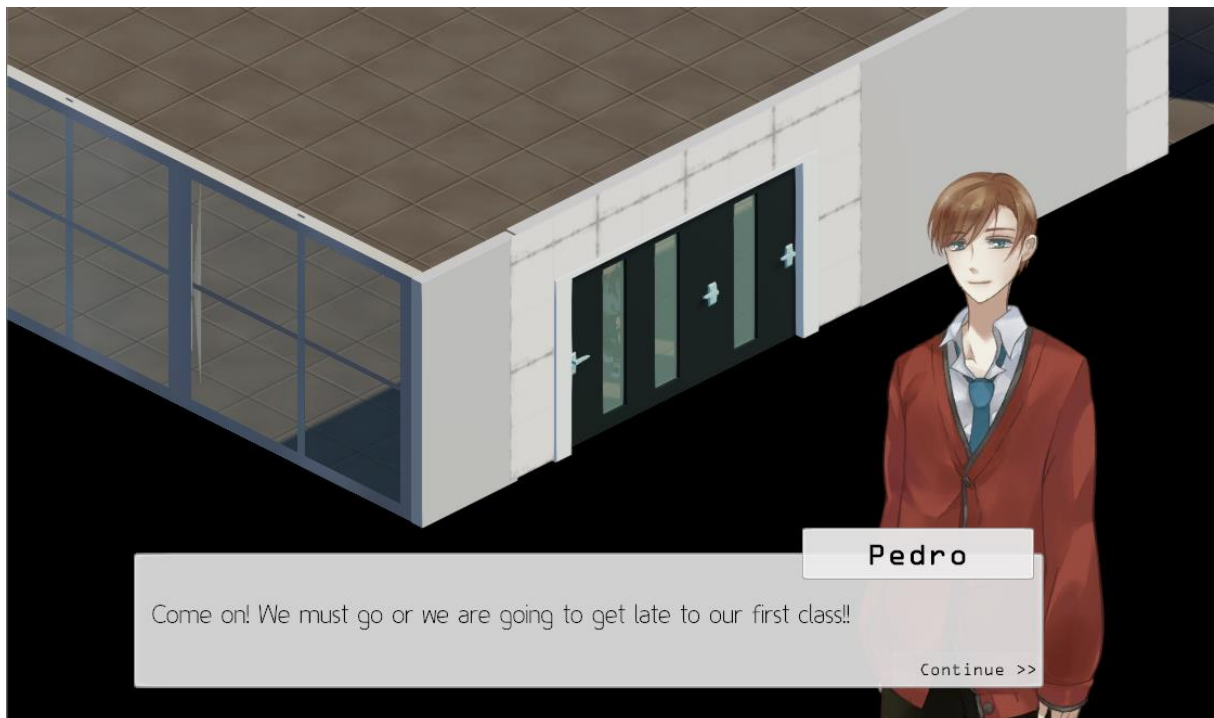 Pedro
Come on! We must go or we are going to get late to our first class!!
Continue >>